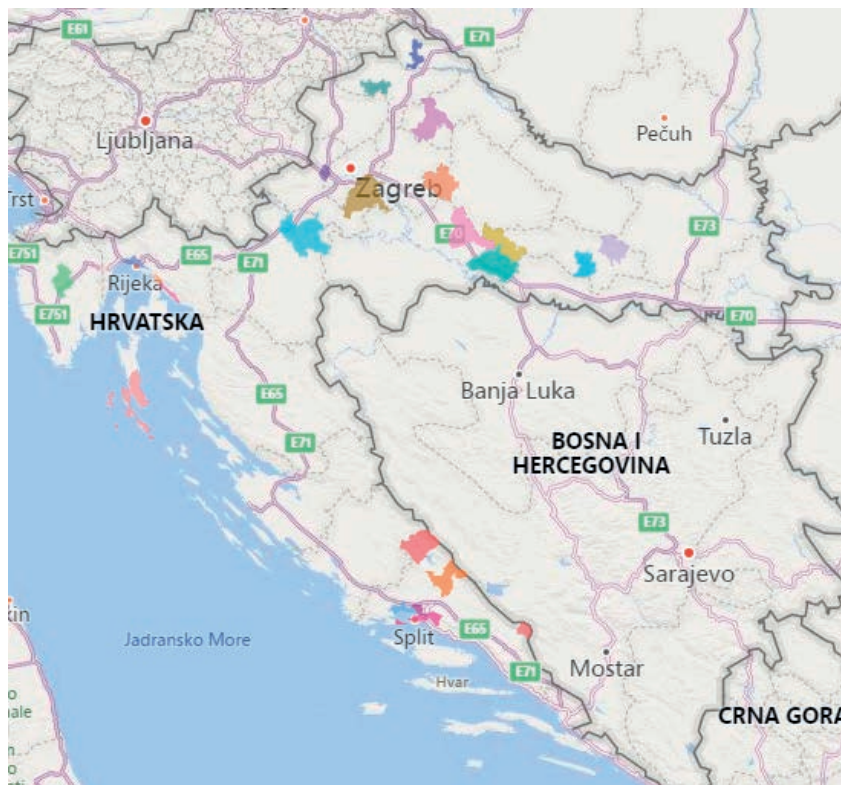 E61
E71
Ljubljana
Pečuh
Zagreb
Trst
E70
E73
E751
E65
E71
Rijeka
E751
HRVATSKA
E70
Banja Luka
E65
Tuzla
BOSNA I
HERCEGOVINA
E71
E73
Sarajevo
Jadransko More
Split
E65
Mostar
E71
Hvar
CRNA GORA